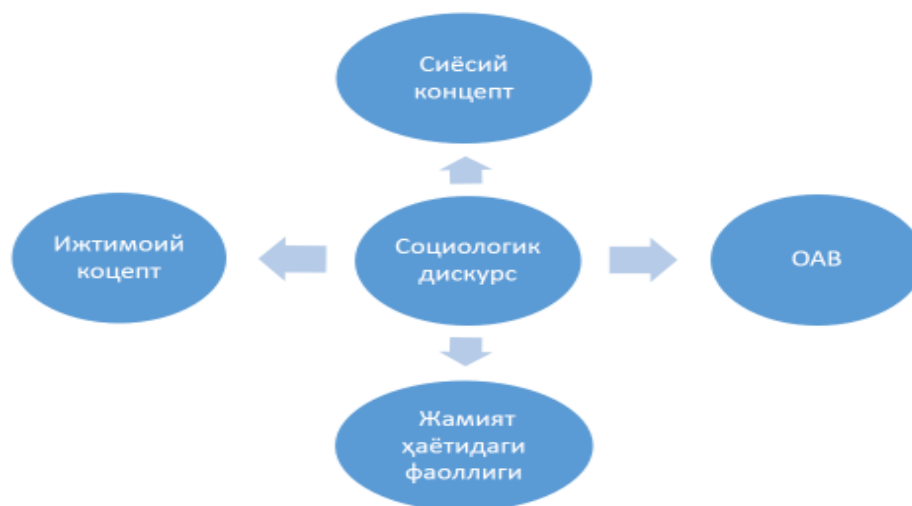 Сиёсий
концепт
Ижтимоий
коцепт
Социологик
дискурс
ОАВ
Жамият
ҳаётидаги
фаоллиги